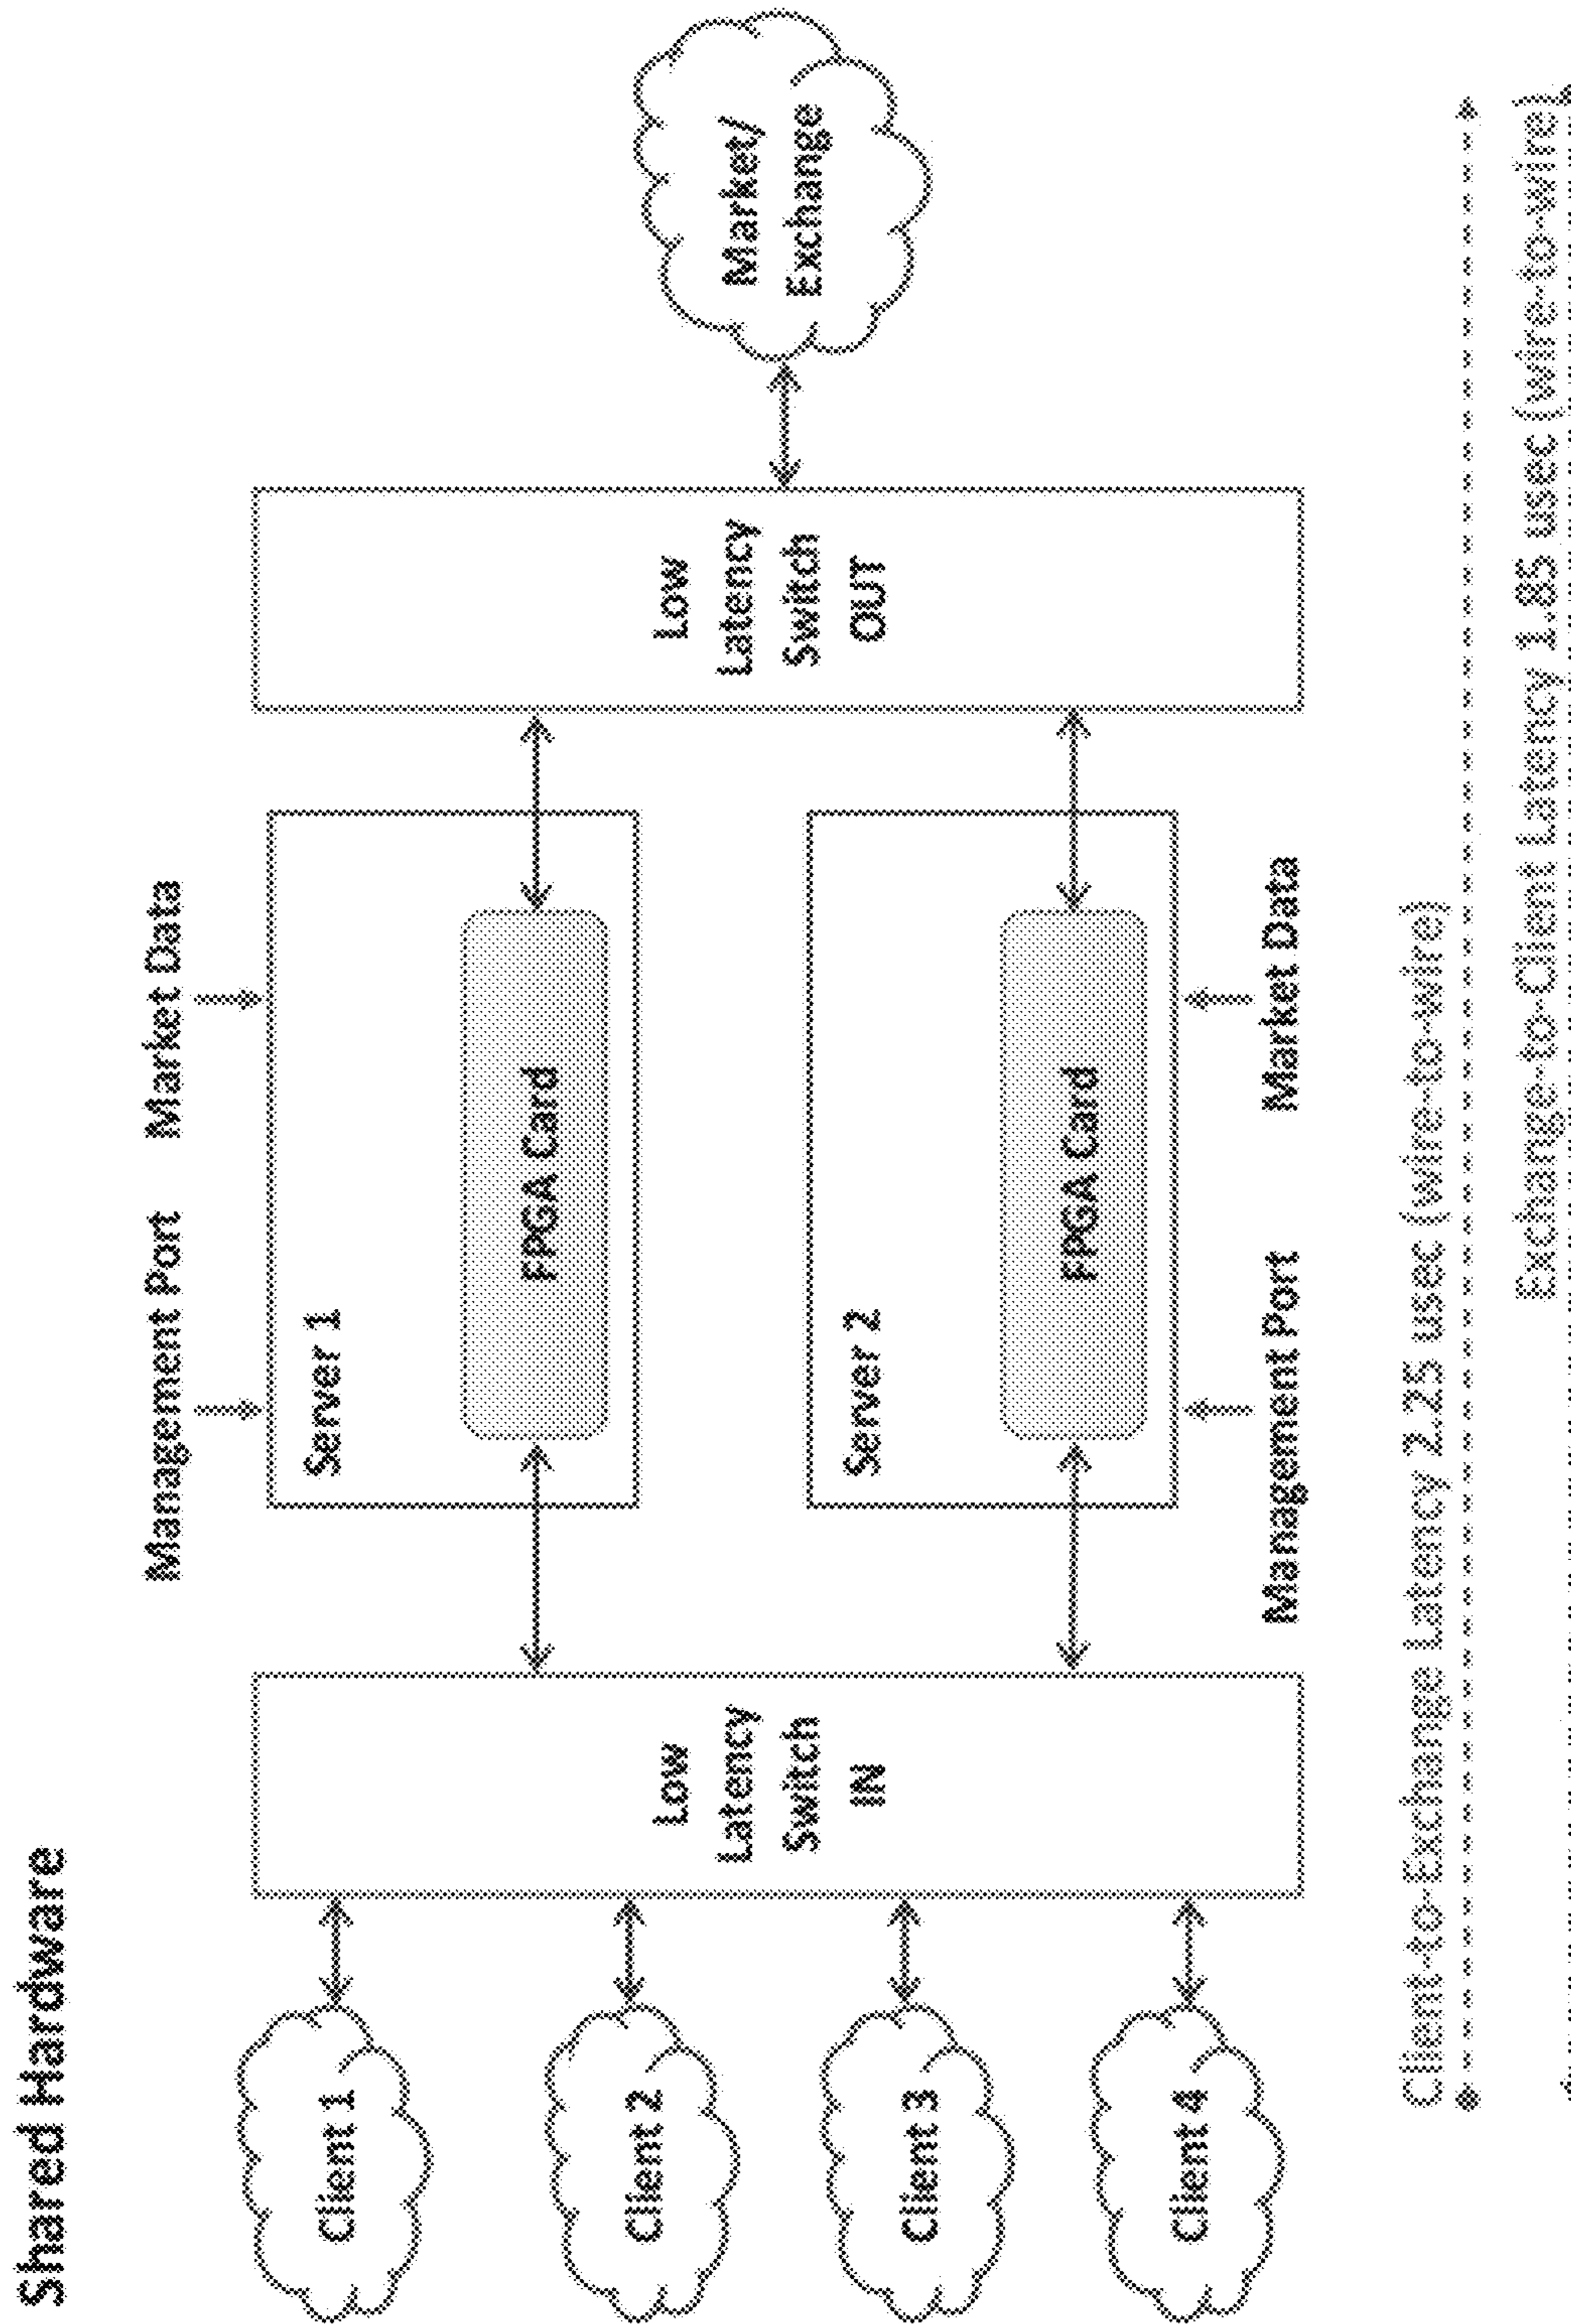 Shared Hardware
Management Port
Market Data
Client 1
Client 2
Client 3
Client 4
Low
Latency
Switch
IN
Server 1
FPGA Card
Server 2
FPGA Card
Low
Latency
Switch
OUT
Market/
Exchange
Management Port
Market Data
Client-to-Exchange Latency 2.25 usec (wire-to-wire)
Exchange-to-Client Latency 1.85 usec (wire-to-wire)